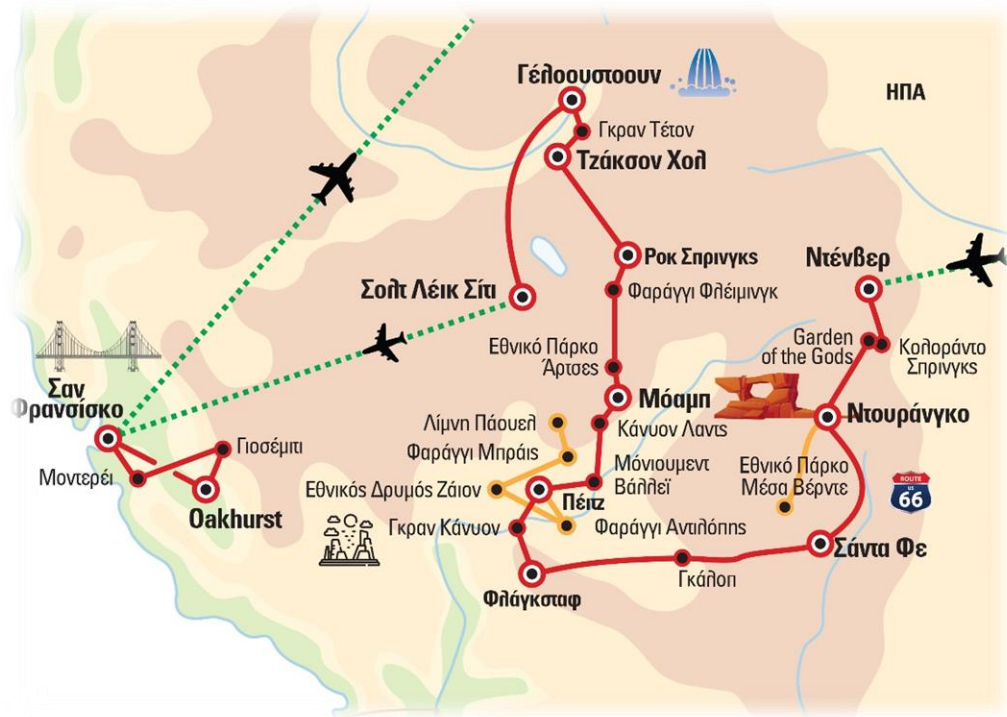 Γέλοουστοουν
ΗΠΑ
Γκραν Τέτον
Τζάκσον Χολ
Ροκ Σπρινγκς
Ντένβερ
Σολτ Λέικ Σίτι
Φαράγγι Φλέιμινγκ
Garden
of the Gods
Κολοράντο
Σπρινγκς
Εθνικό Πάρκο
Άρτσες
Σαν
Φρανσίσκο
Μόαμπ
Ντουράνγκο
Λίμνη Πάουελ
Κάνυον Λαντς
Γιοσέμιτι
Φαράγγι Μπράις
Μοντερέι
Μόνιουμεντ
Βάλλεϊ
Εθνικό Πάρκο
Μέσα Βέρντε
Εθνικός Δρυμός Ζάιον
Πέιτζ
ROUTE
US
66
Oakhurst
Γκραν Κάνυον
Φαράγγι Αντιλόπης
Σάντα Φε
Γκάλοπ
Φλάγκσταφ